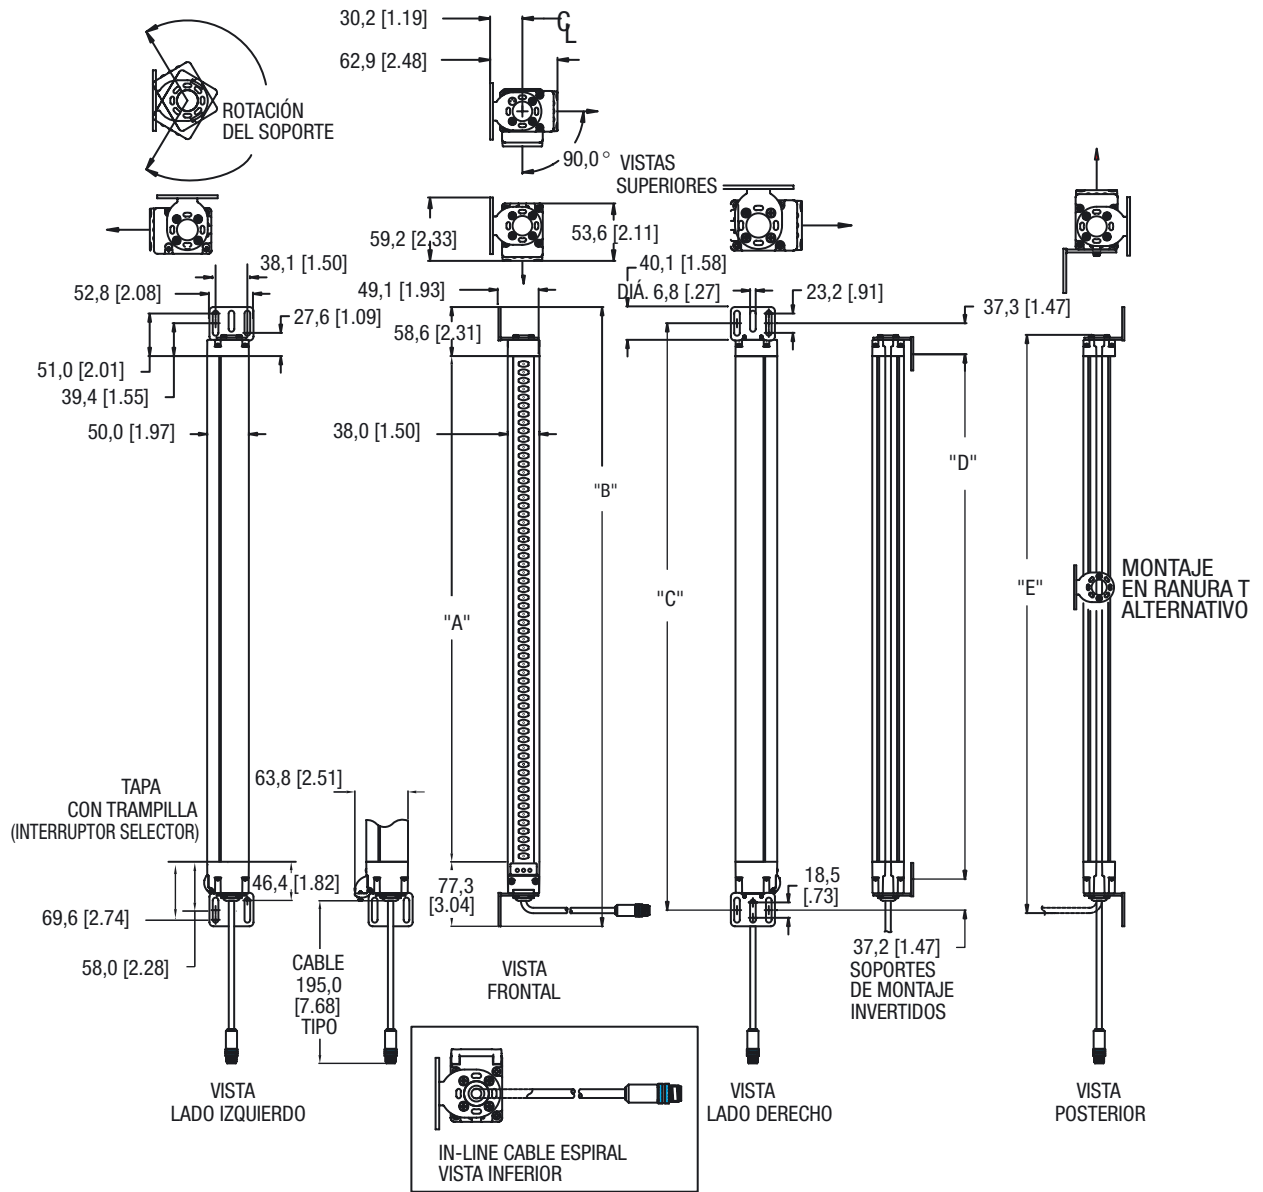 30,2 [1.19]
CL
62,9 [2.48]
ROTACIÓN
DEL SOPORTE
90,0°
VISTAS
SUPERIORES
59,2 [2.33]
53,6 [2.11]
38,1 [1.50]
40,1 [1.58]
52,8 [2.08]
49,1 [1.93]
DIÁ. 6,8 [.27]
23,2 [.91]
37,3 [1.47]
27,6 [1.09]
58,6 [2.31]
51,0 [2.01]
39,4 [1.55]
50,0 [1.97]
38,0 [1.50]
"D"
"B"
"E"
MONTAJE
EN RANURA T
ALTERNATIVO
"C"
"A"
63,8 [2.51]
TAPA
CON TRAMPILLA
(INTERRUPTOR SELECTOR)
46,4 [1.82]
77,3
[3.04]
18,5
[.73]
69,6 [2.74]
58,0 [2.28]
CABLE
195,0
[7.68]
TIPO
VISTA
FRONTAL
37,2 [1.47]
SOPORTES
DE MONTAJE
INVERTIDOS
VISTA
LADO IZQUIERDO
VISTA
LADO DERECHO
VISTA
POSTERIOR
IN-LINE CABLE ESPIRAL
VISTA INFERIOR